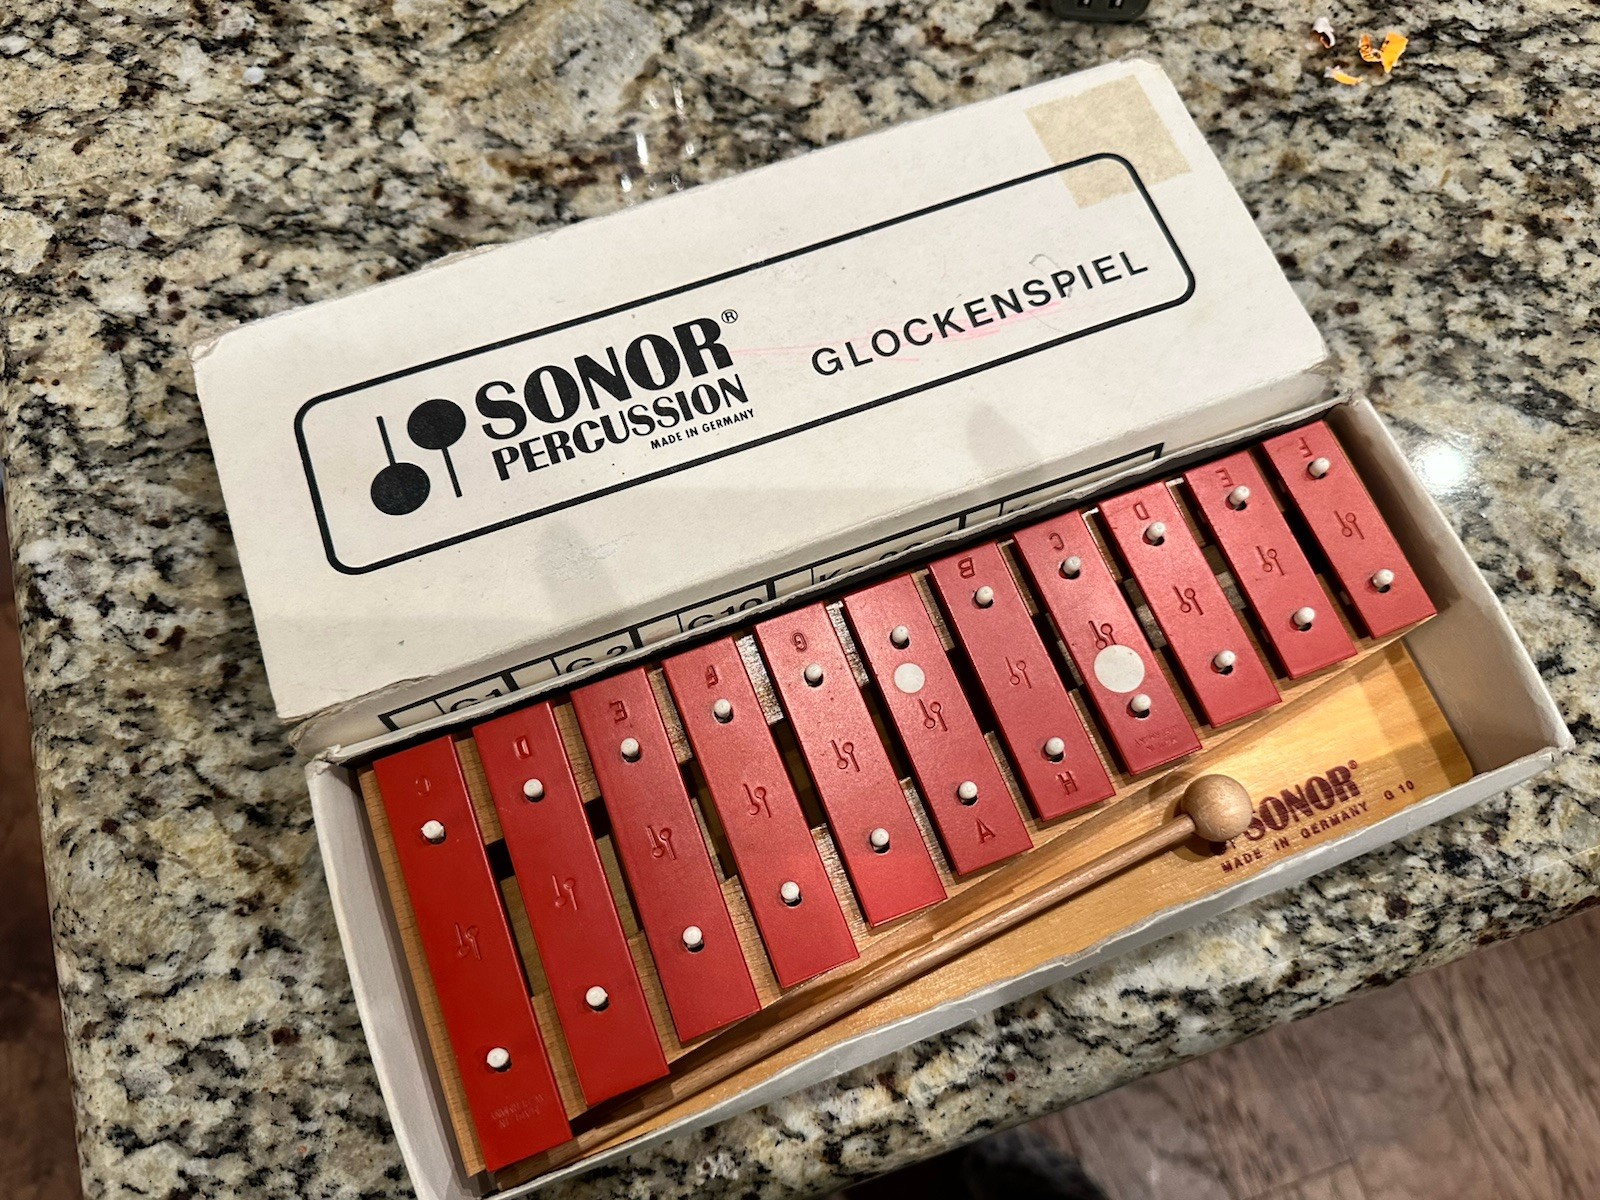 SONOR®
PERCUSSION
MADE IN GERMANY
GLOCKENSPIEL
C
D
E
F
G
A
B
H
C
D
E
F
SONOR®
MADE IN GERMANY G 10